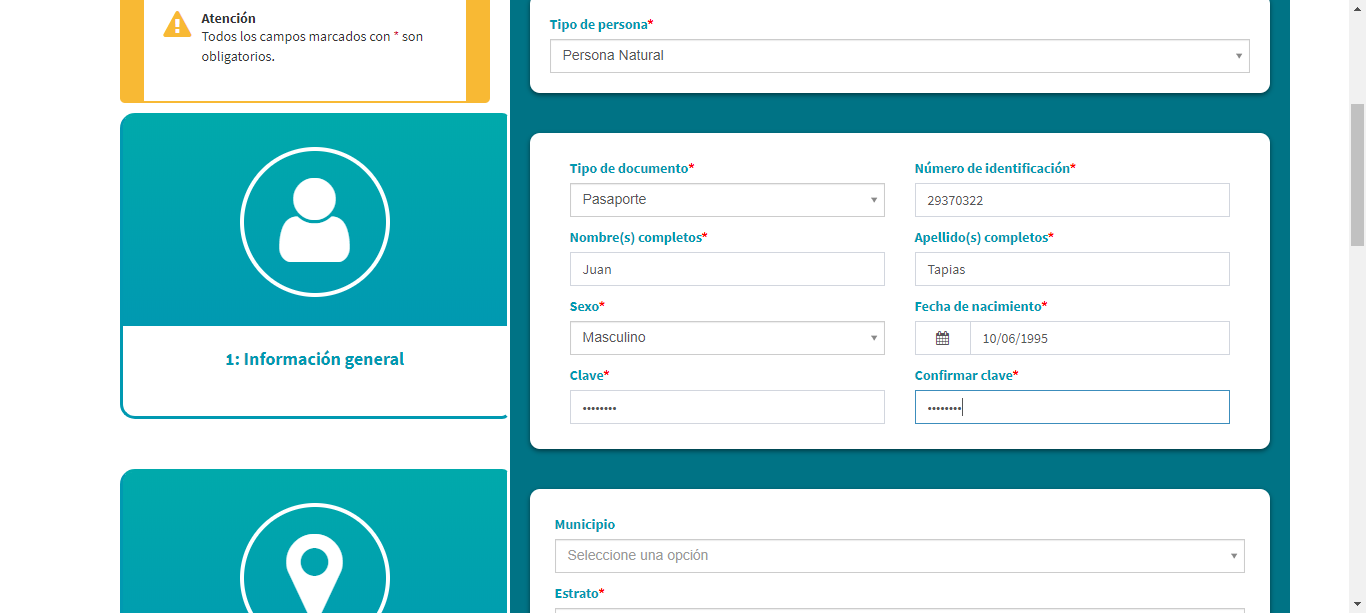 Atención
Todos los campos marcados con * son
obligatorios.
1: Información general
Tipo de persona*
Persona Natural
Tipo de documento*
Número de identificación*
Pasaporte
29370322
Nombre(s) completos*
Apellido(s) completos*
Juan
Tapias
Sexo*
Fecha de nacimiento*
Masculino
10/06/1995
Clave*
Confirmar clave*
••••••••
••••••••
Municipio
Seleccione una opción
Estrato*